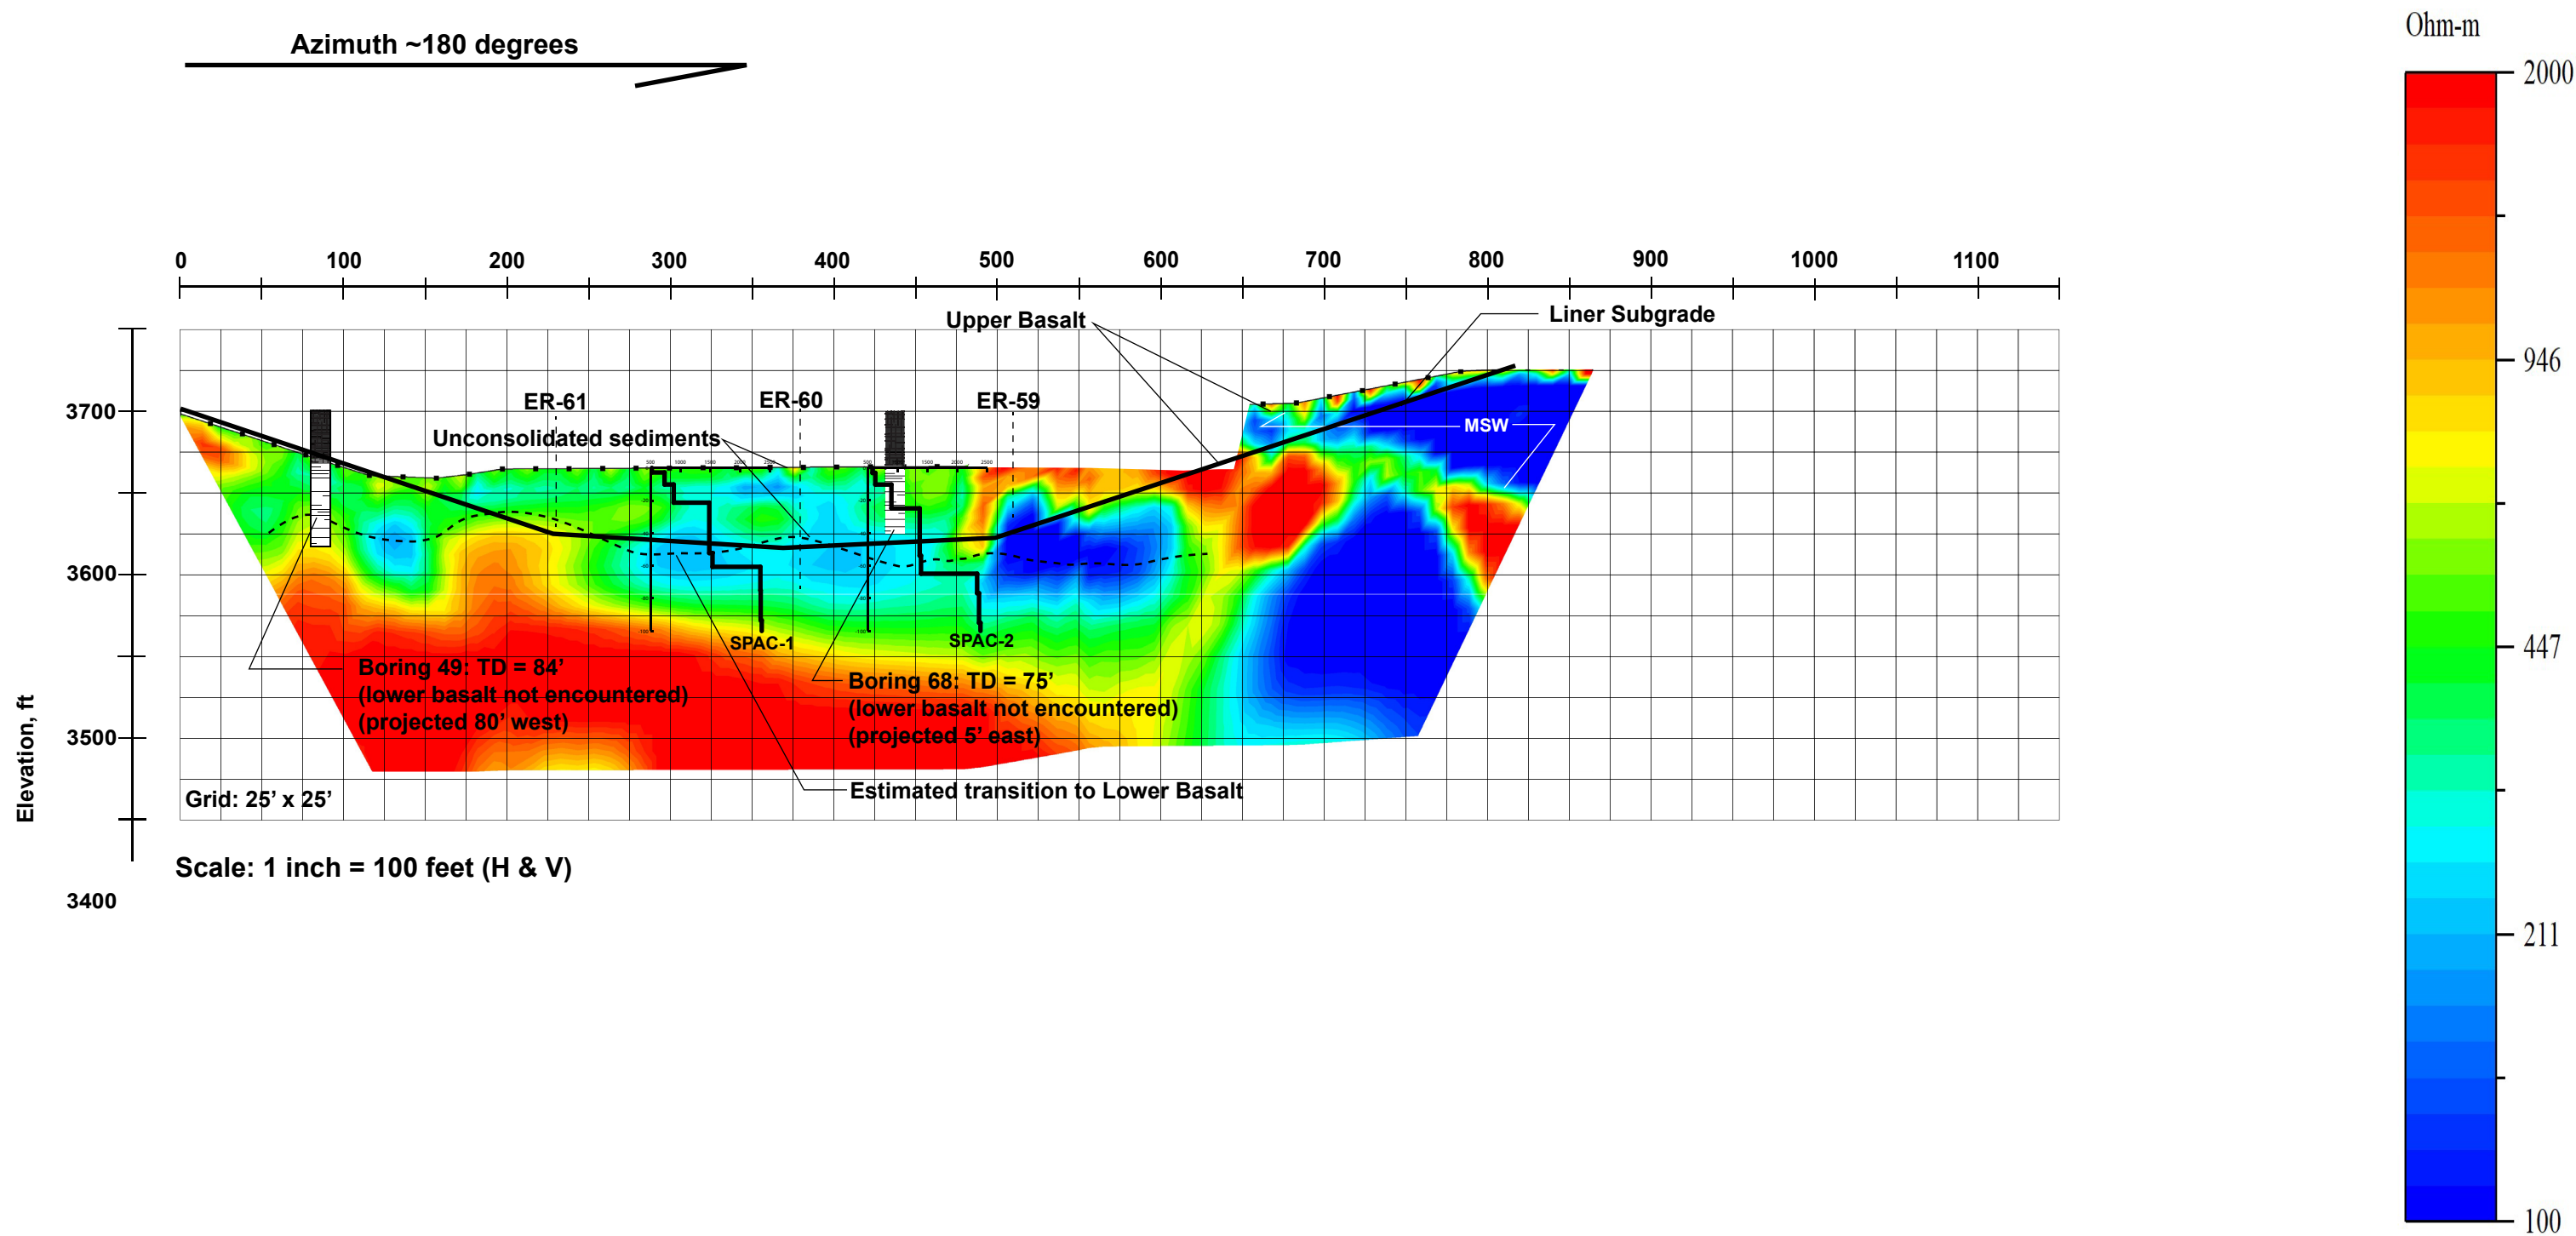 Ohm-m
Azimuth ~180 degrees
2000
946
447
211
100
0 100 200 300 400 500 600 700 800 900 1000 1100
Upper Basalt
Liner Subgrade
3700
3600
3500
3400
Elevation, ft
ER-61
ER-60
ER-59
Unconsolidated sediments
MSW
SPAC-1
SPAC-2
Boring 49: TD = 84’
(lower basalt not encountered)
(projected 80’ west)
Boring 68: TD = 75’
(lower basalt not encountered)
(projected 5’ east)
Estimated transition to Lower Basalt
Grid: 25’ x 25’
Scale: 1 inch = 100 feet (H & V)